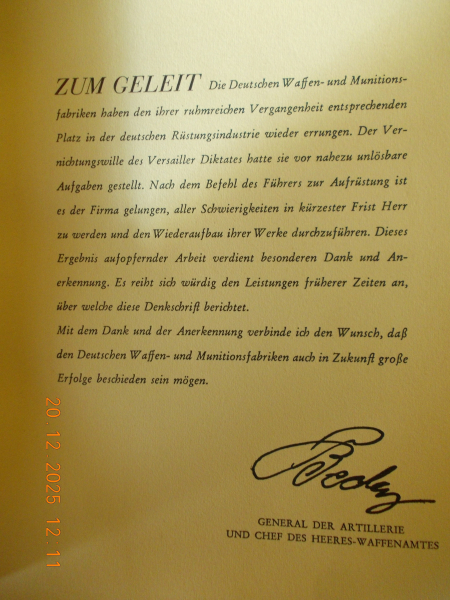 ZUM GELEIT Die Deutschen Waffen- und Munitions-
fabriken haben den ihrer ruhmreichen Vergangenheit entsprechenden
Platz in der deutschen Rüstungsindustrie wieder errungen. Der Ver-
nichtungswille des Versailler Diktates hatte sie vor nahezu unlösbare
Aufgaben gestellt. Nach dem Befehl des Führers zur Aufrüstung ist
es der Firma gelungen, aller Schwierigkeiten in kürzester Frist Herr
zu werden und den Wiederaufbau ihrer Werke durchzuführen. Dieses
Ergebnis aufopfernder Arbeit verdient besonderen Dank und An-
erkennung. Es reiht sich würdig den Leistungen früherer Zeiten an,
über welche diese Denkschrift berichtet.
Mit dem Dank und der Anerkennung verbinde ich den Wunsch, daß
den Deutschen Waffen- und Munitionsfabriken auch in Zukunft große
Erfolge beschieden sein mögen.
GENERAL DER ARTILLERIE
UND CHEF DES HEERES-WAFFENAMTES
20.12.2025 12.11